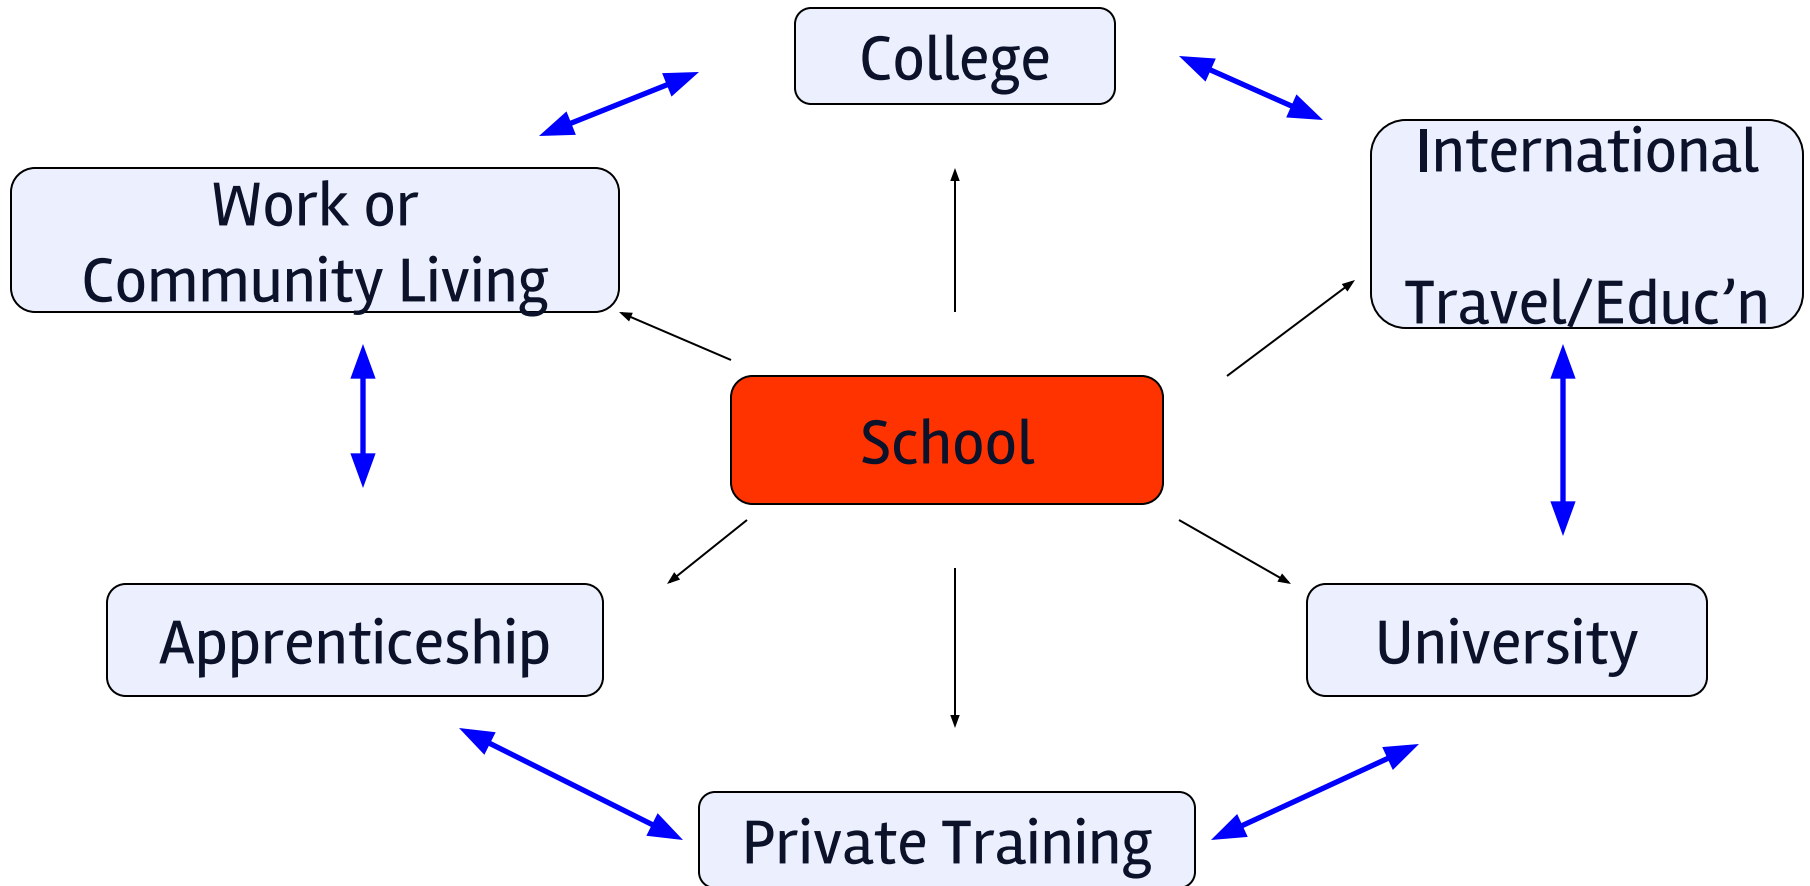 College
International
Travel/Educ’n
Work or
Community Living
School
Apprenticeship
University
Private Training